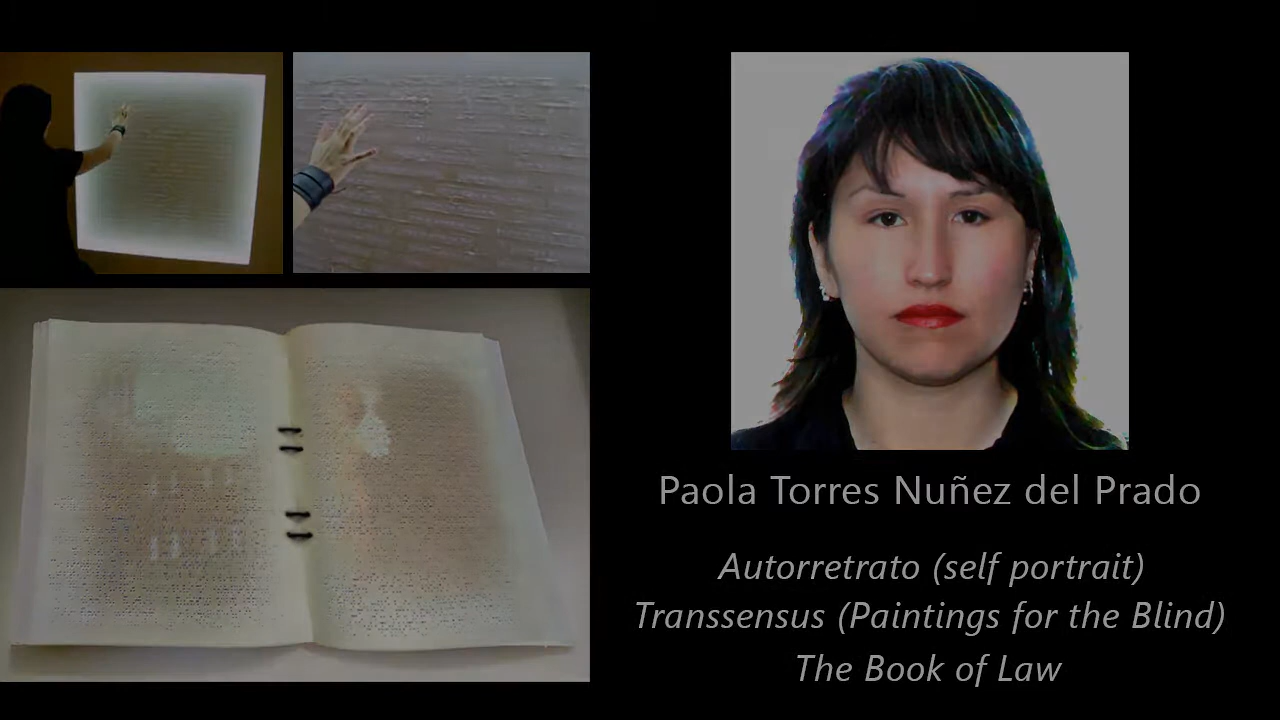 Paola Torres Nuñez del Prado
Autorretrato (self portrait)
Transsensus (Paintings for the Blind)
The Book of Law